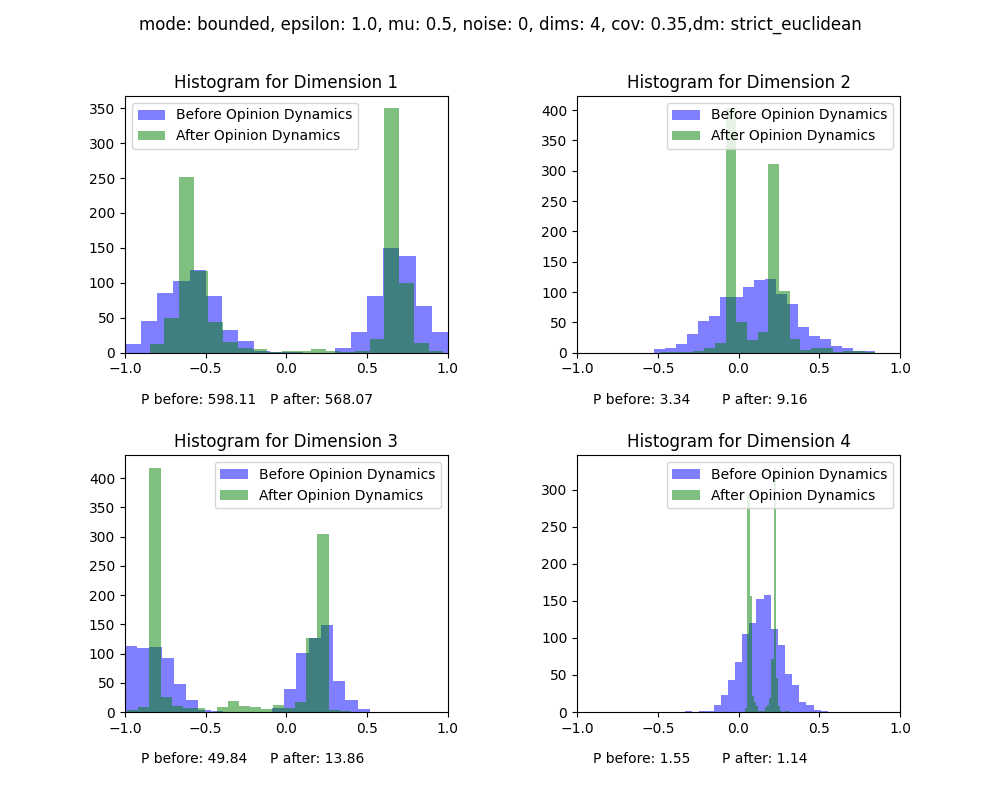 mode: bounded, epsilon: 1.0, mu: 0.5, noise: 0, dims: 4, cov: 0.35,dm: strict_euclidean
Histogram for Dimension 1
Before Opinion Dynamics
After Opinion Dynamics
350
300
250
200
150
100
50
0
−1.0 −0.5 0.0 0.5 1.0
P before: 598.11 P after: 568.07
Histogram for Dimension 2
Before Opinion Dynamics
After Opinion Dynamics
400
350
300
250
200
150
100
50
0
−1.0 −0.5 0.0 0.5 1.0
P before: 3.34 P after: 9.16
Histogram for Dimension 3
Before Opinion Dynamics
After Opinion Dynamics
400
350
300
250
200
150
100
50
0
−1.0 −0.5 0.0 0.5 1.0
P before: 49.84 P after: 13.86
Histogram for Dimension 4
Before Opinion Dynamics
After Opinion Dynamics
300
250
200
150
100
50
0
−1.0 −0.5 0.0 0.5 1.0
P before: 1.55 P after: 1.14